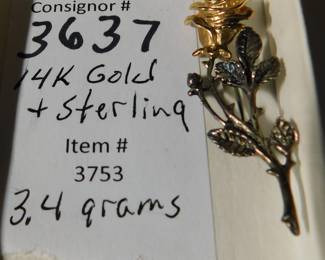 Consignor #
3637
14K Gold
+ Sterling
Item #
3753
3.4 grams